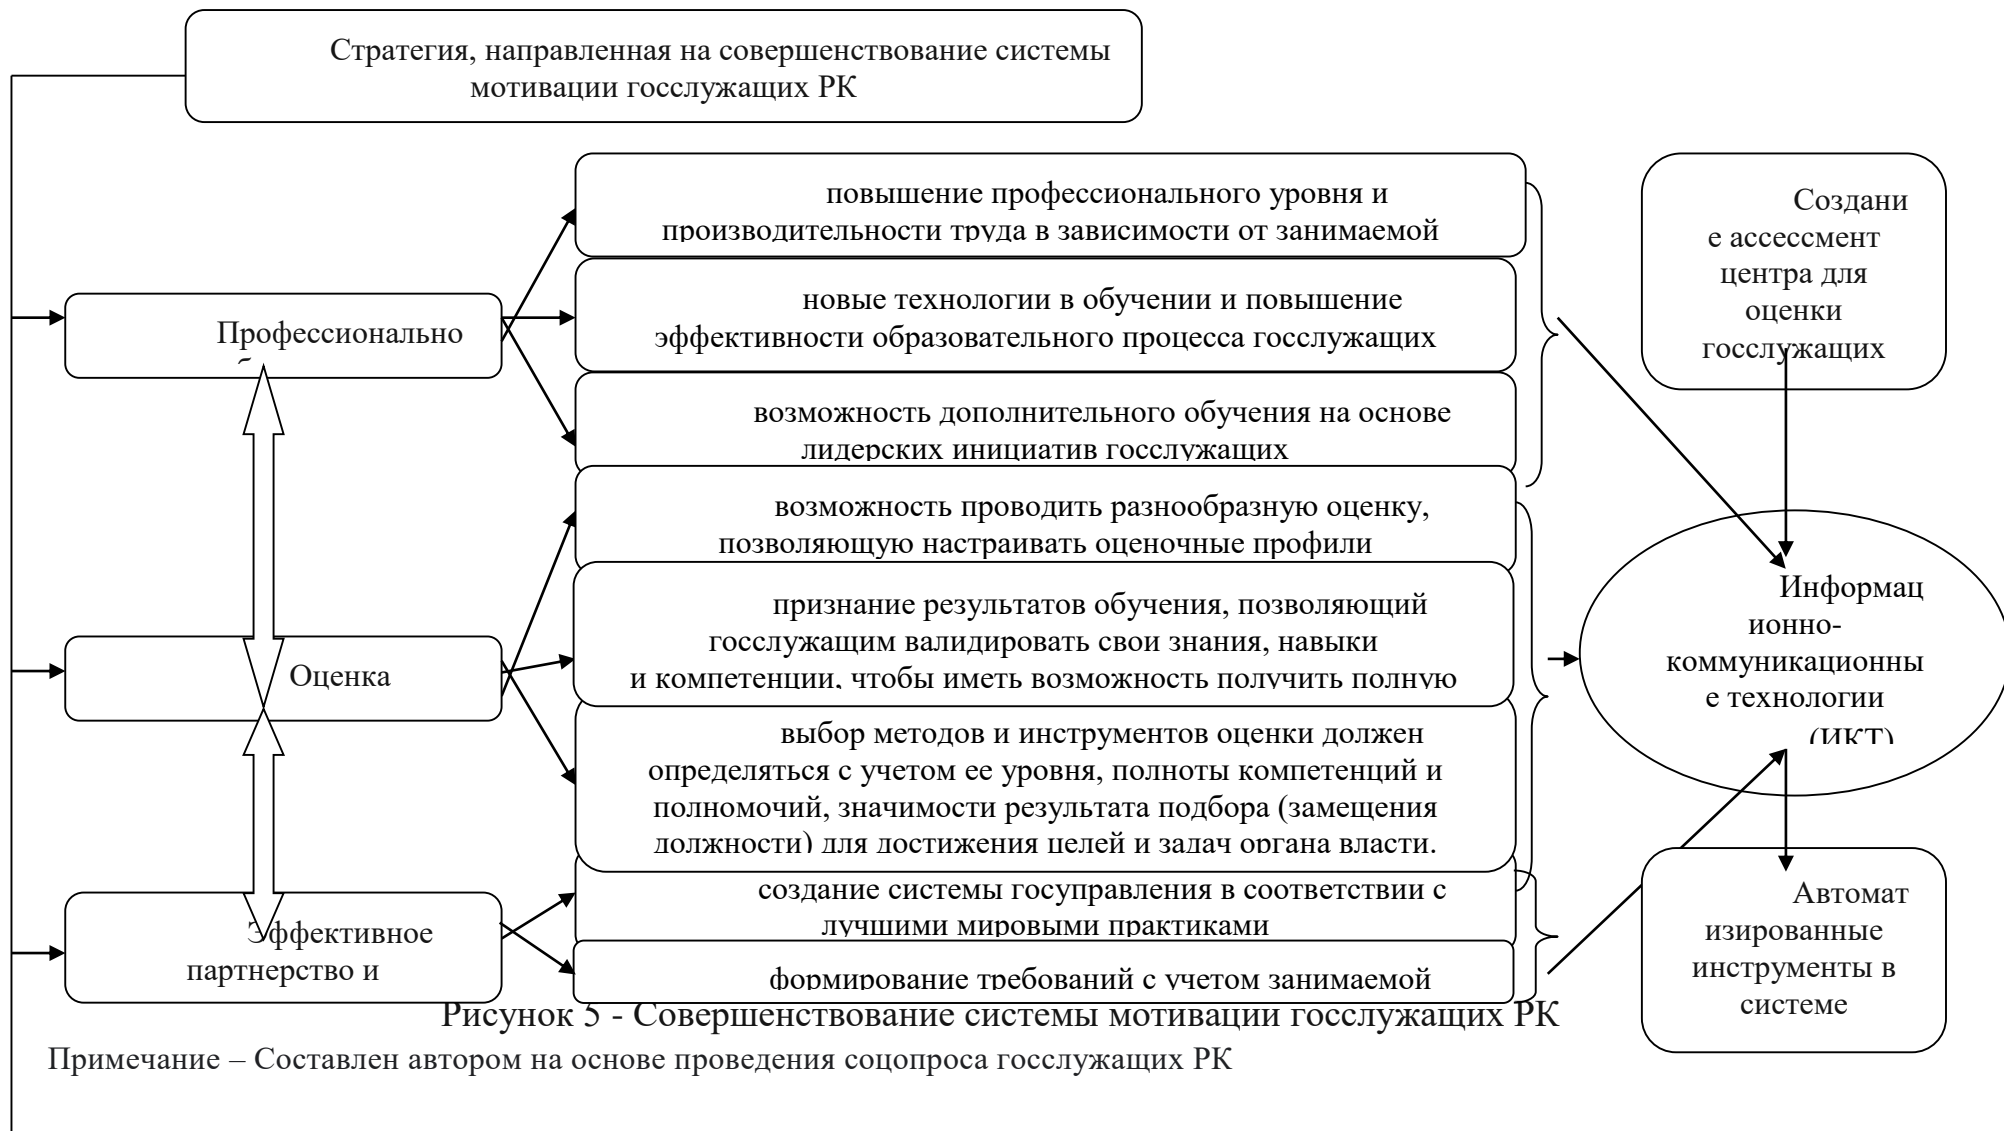 Стратегия, направленная на совершенствование системы
мотивации госслужащих РК
Профессионально
Оценка
Эффективное
партнерство и
повышение профессионального уровня и
производительности труда в зависимости от занимаемой
новые технологии в обучении и повышение
эффективности образовательного процесса госслужащих
возможность дополнительного обучения на основе
лидерских инициатив госслужащих
возможность проводить разнообразную оценку,
позволяющую настраивать оценочные профили
признание результатов обучения, позволяющий
госслужащим валидировать свои знания, навыки
и компетенции, чтобы иметь возможность получить полную
выбор методов и инструментов оценки должен
определяться с учетом ее уровня, полноты компетенций и
полномочий, значимости результата подбора (замещения
должности) для достижения целей и задач органа власти.
создание системы госуправления в соответствии с
лучшими мировыми практиками
формирование требований с учетом занимаемой
Создани
е ассессмент
центра для
оценки
госслужащих
Информац
ионно-
коммуникационны
е технологии
(ИКТ)
Автомат
изированные
инструменты в
системе
Рисунок 5 - Совершенствование системы мотивации госслужащих РК
Примечание – Составлен автором на основе проведения соцопроса госслужащих РК